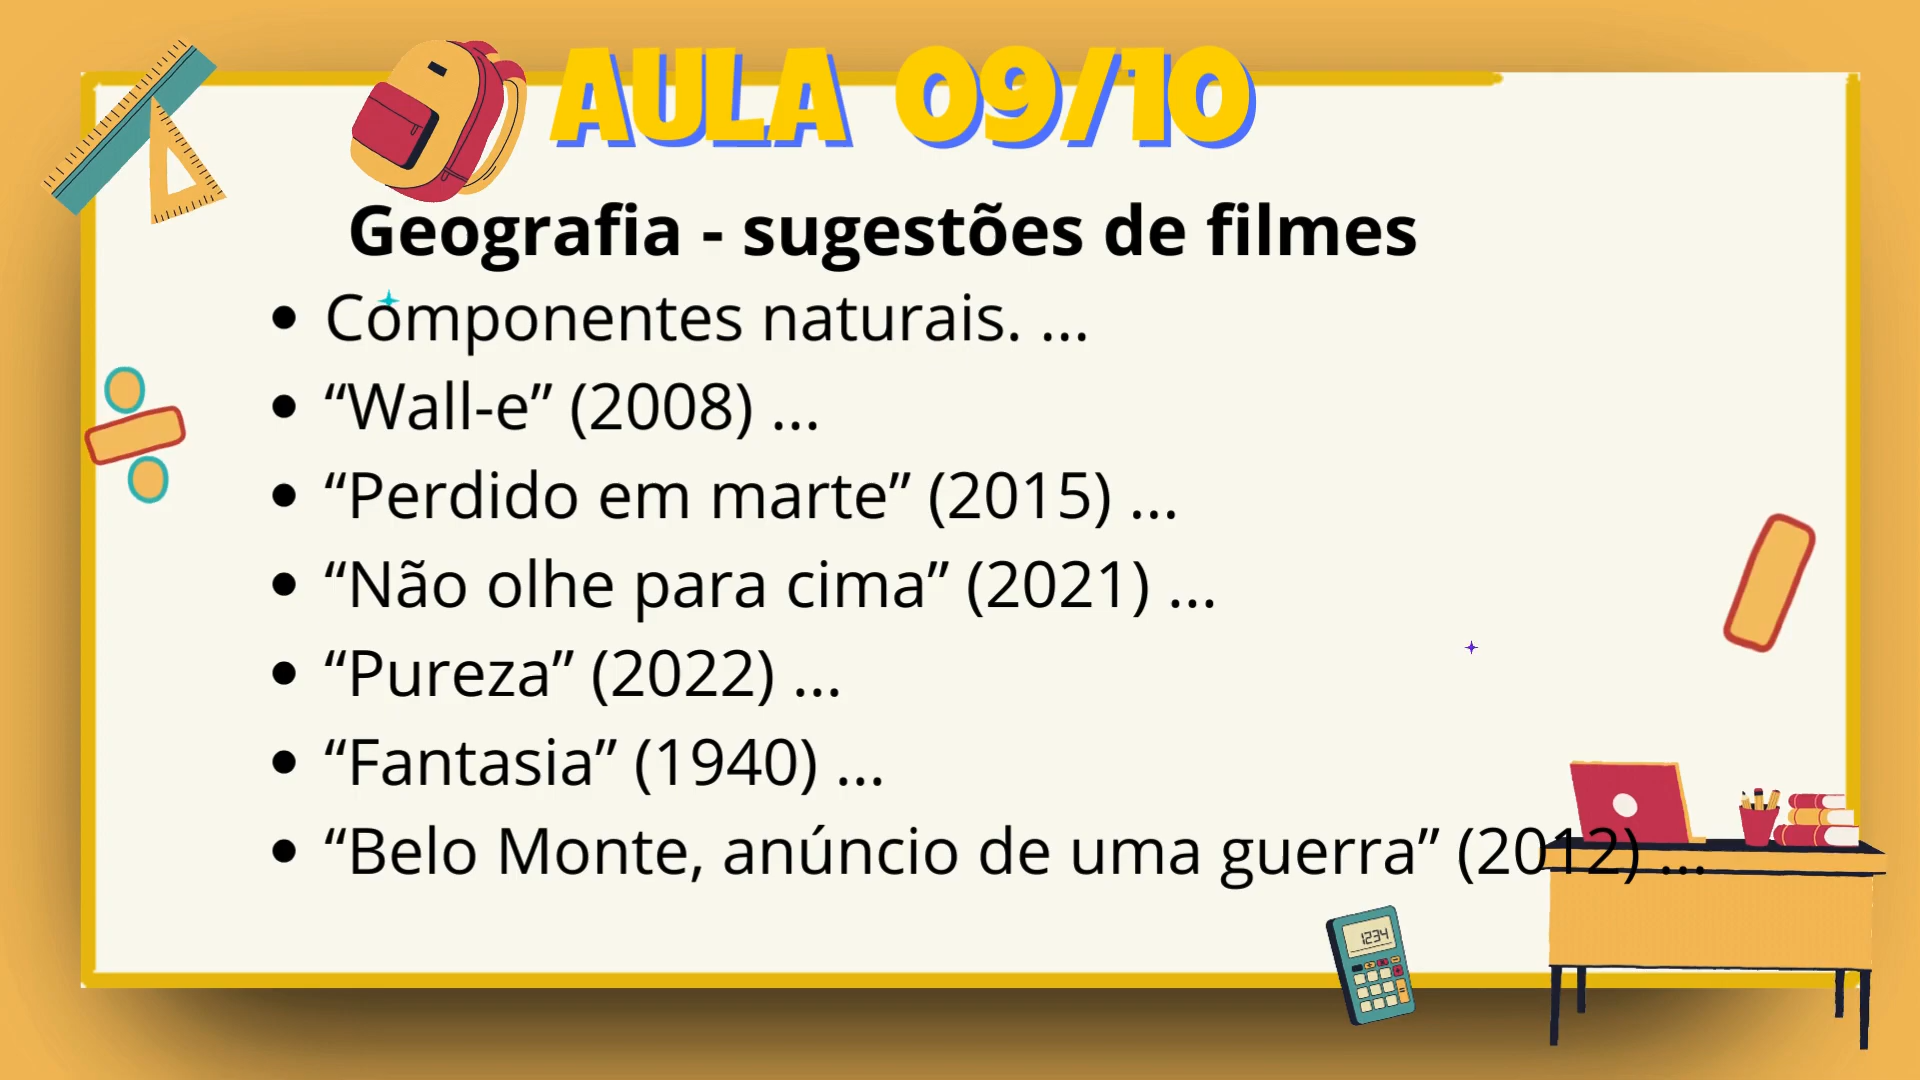 AULA 09/10
Geografia - sugestões de filmes
• Componentes naturais. ...
• “Wall-e” (2008) ...
• “Perdido em marte” (2015) ...
• “Não olhe para cima” (2021) ...
• “Pureza” (2022) ...
• “Fantasia” (1940) ...
• “Belo Monte, anúncio de uma guerra” (2012) ...
1234